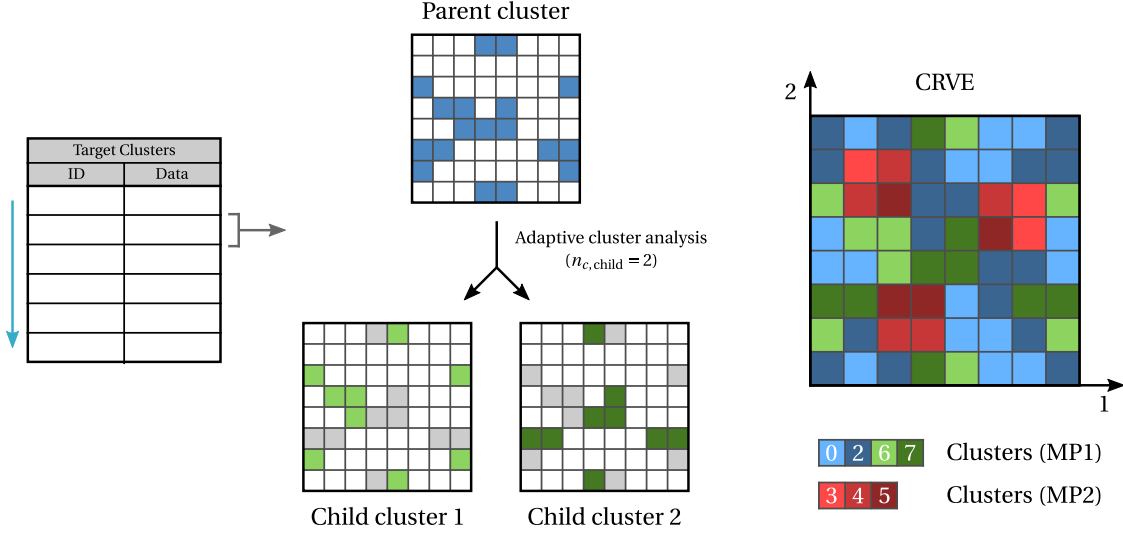 Parent cluster
Target Clusters
ID Data
Adaptive cluster analysis
(n_{c,child} = 2)
Child cluster 1
Child cluster 2
CRVE
2
1
0 2 6 7 Clusters (MP1)
3 4 5 Clusters (MP2)